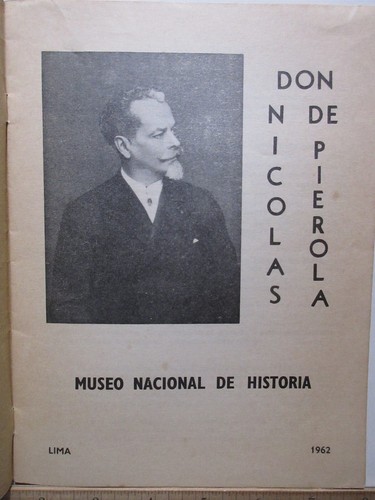 DON
NICOLAS
DE
PIEROLA
MUSEO NACIONAL DE HISTORIA
LIMA
1962